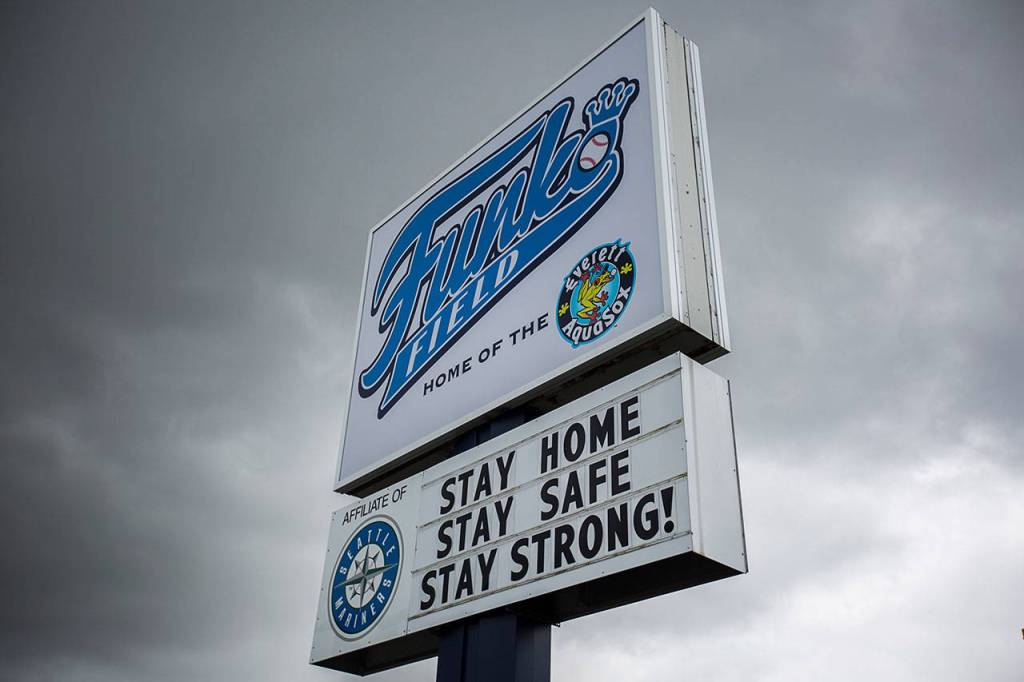 Funko
FIELD
HOME OF THE
Everett
AquaSox
AFFILIATE OF
SEATTLE
MARINERS
STAY HOME
STAY SAFE
STAY STRONG!